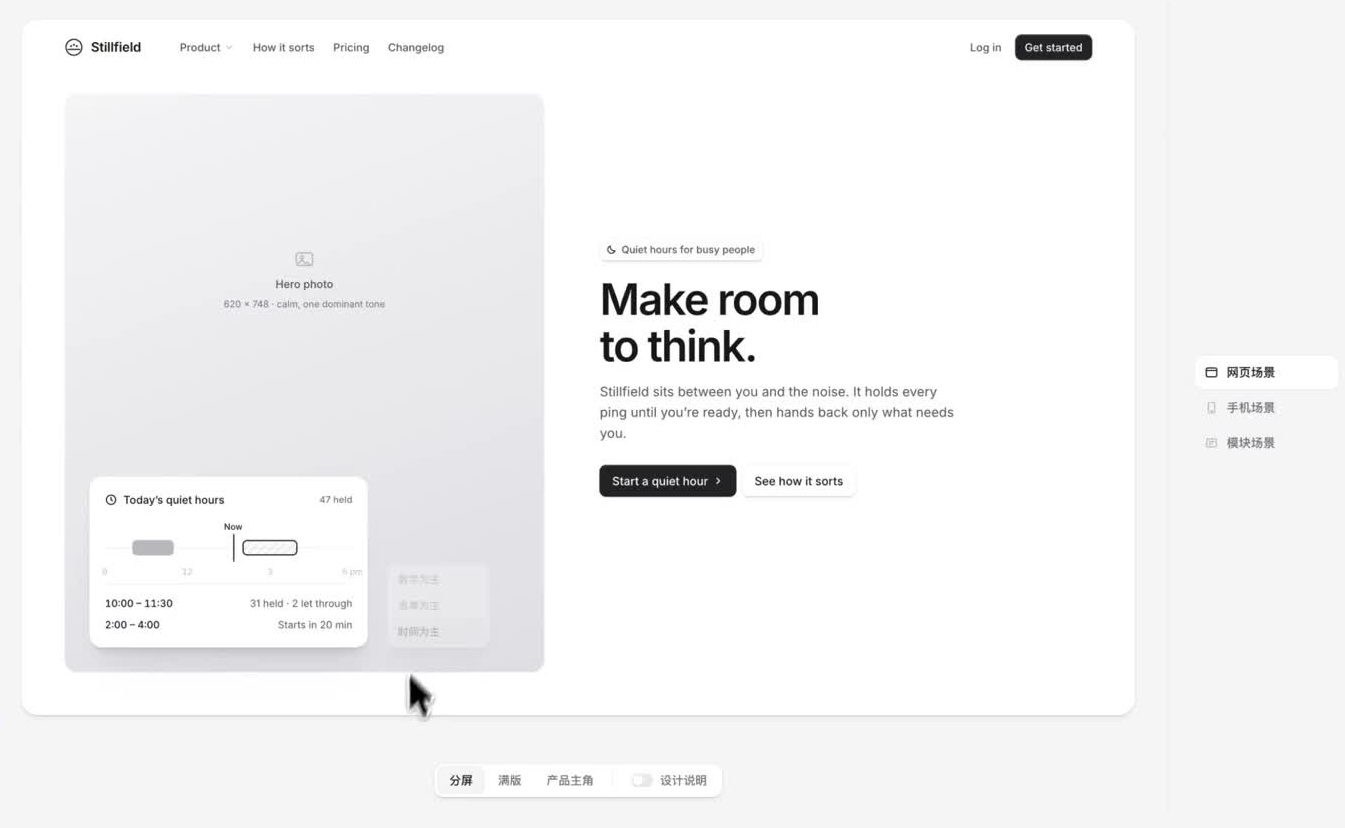 Stillfield
Product
How it sorts
Pricing
Changelog
Log in
Get started
Hero photo
620 × 748 · calm, one dominant tone
Quiet hours for busy people
Make room
to think.
Stillfield sits between you and the noise. It holds every
ping until you’re ready, then hands back only what needs
you.
Start a quiet hour
See how it sorts
Today’s quiet hours
47 held
Now
9
12
3
6 pm
10:00 – 11:30
31 held · 2 let through
2:00 – 4:00
Starts in 20 min
时间为主
网页场景
手机场景
模块场景
分屏
满版
产品主角
设计说明